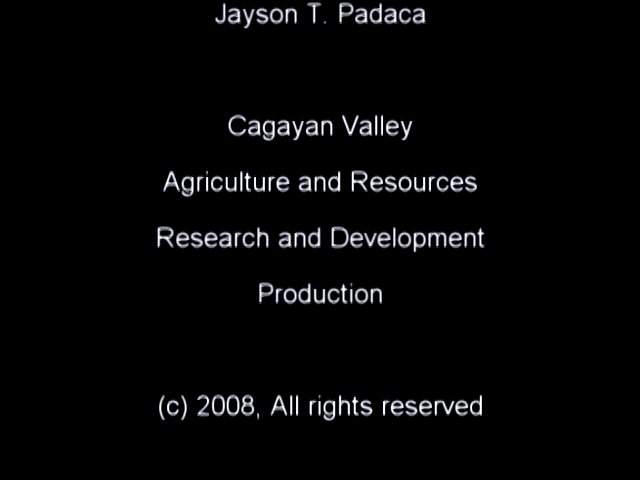 Jayson T. Padaca
Cagayan Valley
Agriculture and Resources
Research and Development
Production
(c) 2008, All rights reserved